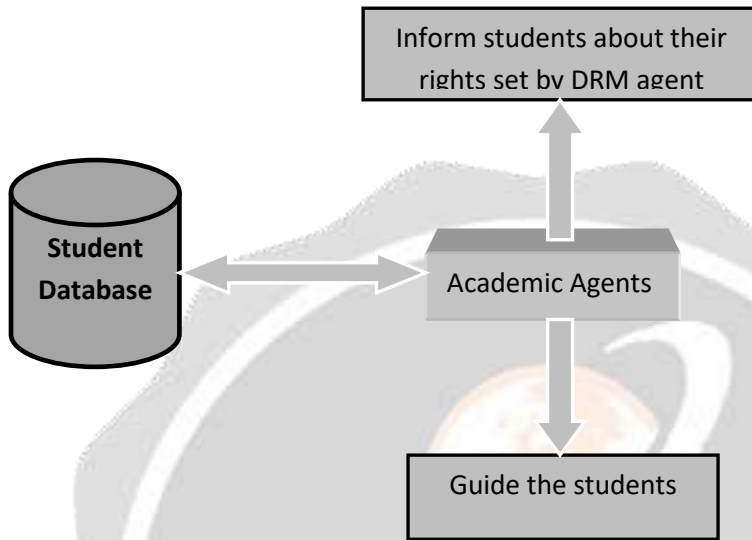 Inform students about their
rights set by DRM agent
Student
Database
Academic Agents
Guide the students